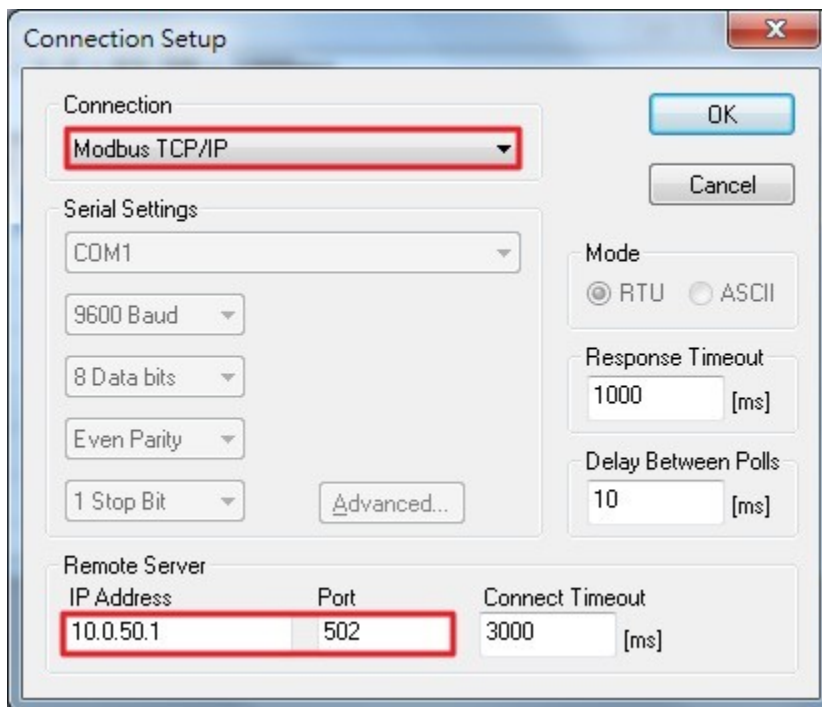 Connection Setup
Connection
Modbus TCP/IP
OK
Cancel
Serial Settings
COM1
9600 Baud
8 Data bits
Even Parity
1 Stop Bit
Advanced...
Mode
RTU ASCII
Response Timeout
1000 [ms]
Delay Between Polls
10 [ms]
Remote Server
IP Address Port Connect Timeout
10.0.50.1 502 3000 [ms]